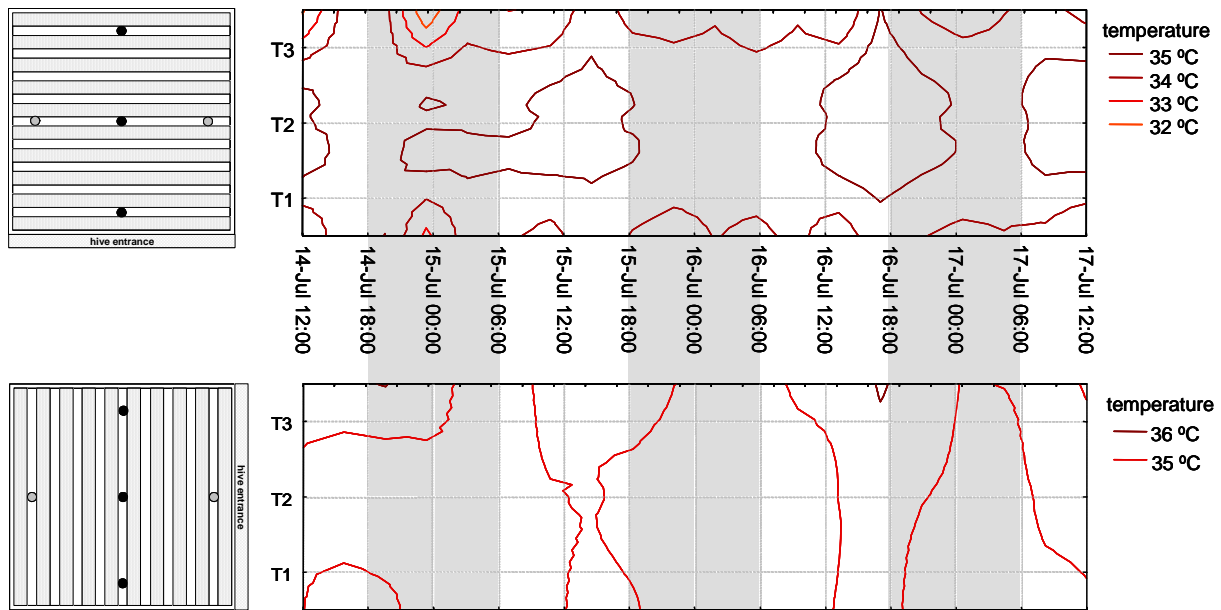 hive entrance
T3
T2
T1
temperature
35 ºC
34 ºC
33 ºC
32 ºC
14-Jul 12:00
14-Jul 18:00
15-Jul 00:00
15-Jul 06:00
15-Jul 12:00
15-Jul 18:00
16-Jul 00:00
16-Jul 06:00
16-Jul 12:00
16-Jul 18:00
17-Jul 00:00
17-Jul 06:00
17-Jul 12:00
hive entrance
T3
T2
T1
temperature
36 ºC
35 ºC